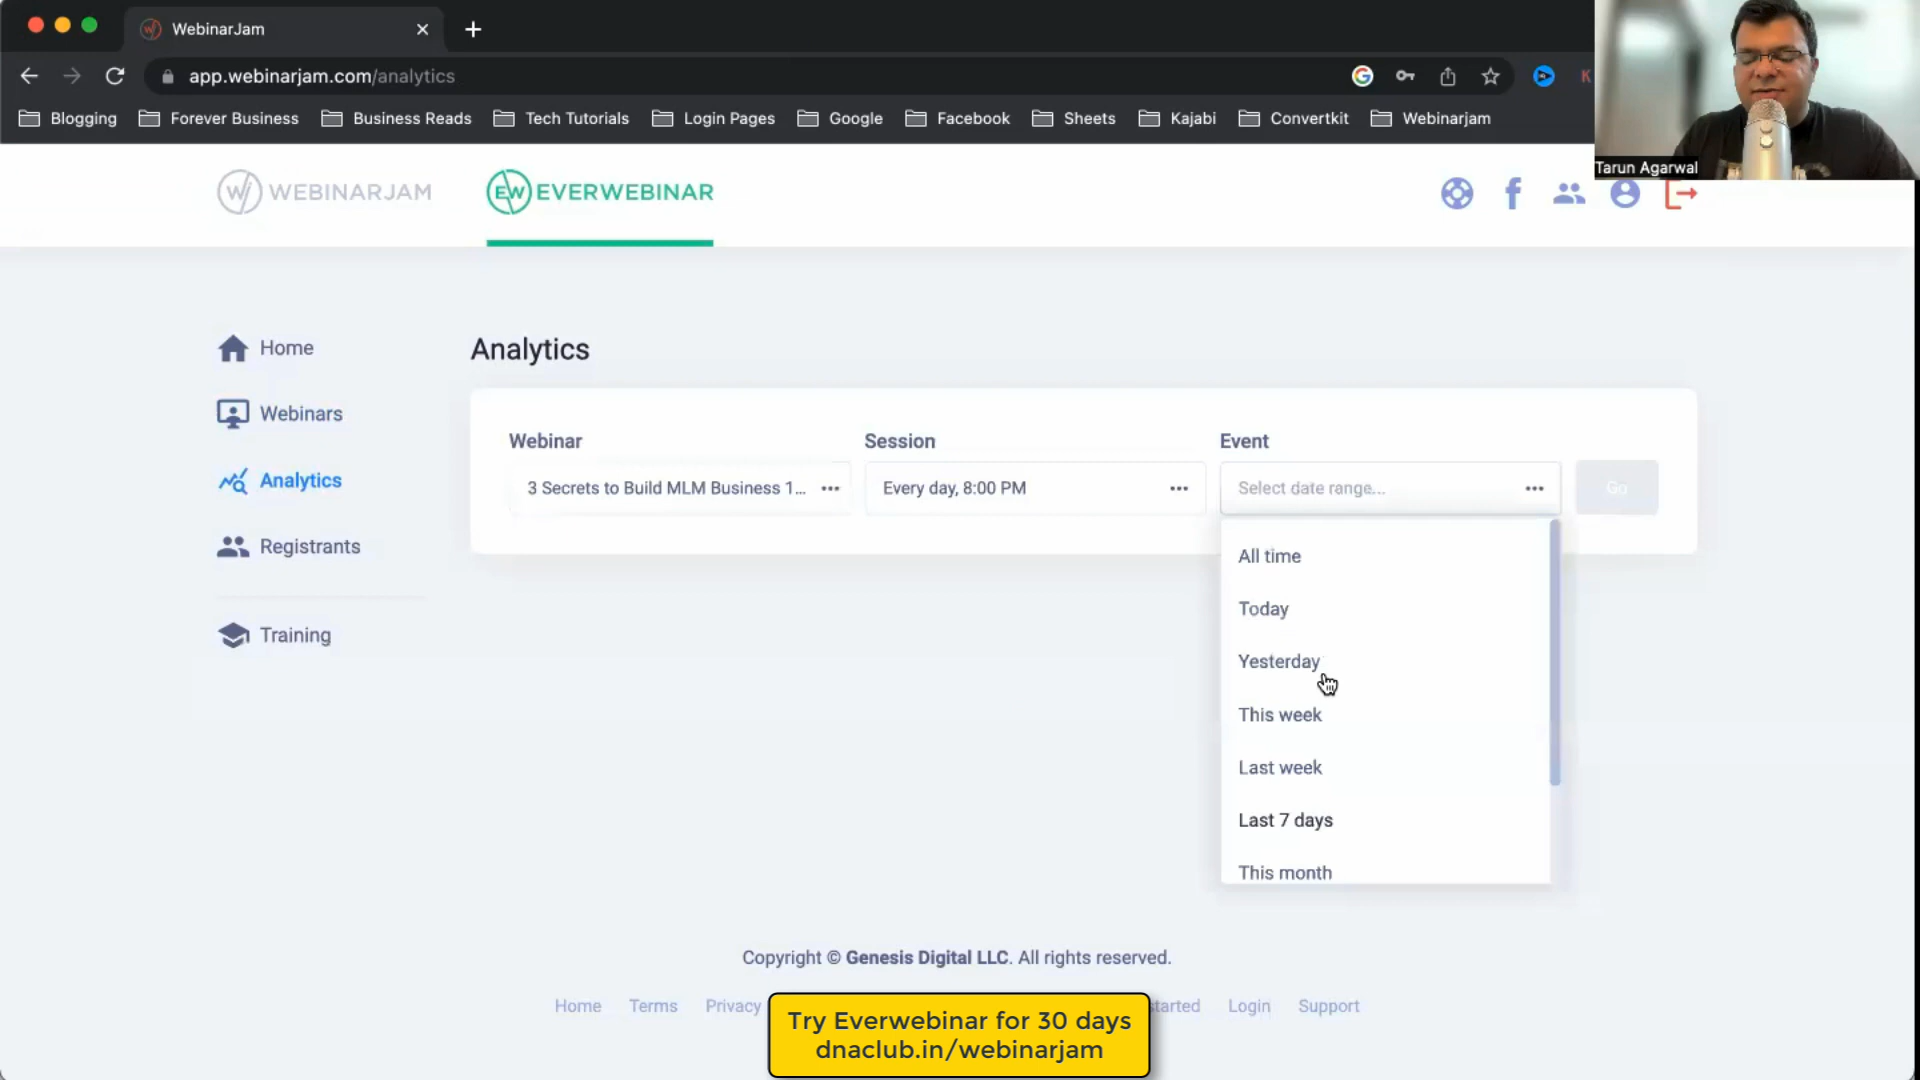 WebinarJam
app.webinarjam.com/analytics
Blogging Forever Business Business Reads Tech Tutorials Login Pages Google Facebook Sheets Kajabi Convertkit Webinarjam
Tarun Agarwal
WEBINARJAM
EW EVERWEBINAR
Home
Webinars
Analytics
Registrants
Training
Analytics
Webinar Session Event
3 Secrets to Build MLM Business 1... Every day, 8:00 PM Select date range... Go
All time
Today
Yesterday
This week
Last week
Last 7 days
This month
Copyright © Genesis Digital LLC. All rights reserved.
Home Terms Privacy started Login Support
Try Everwebinar for 30 days
dnaclub.in/webinarjam